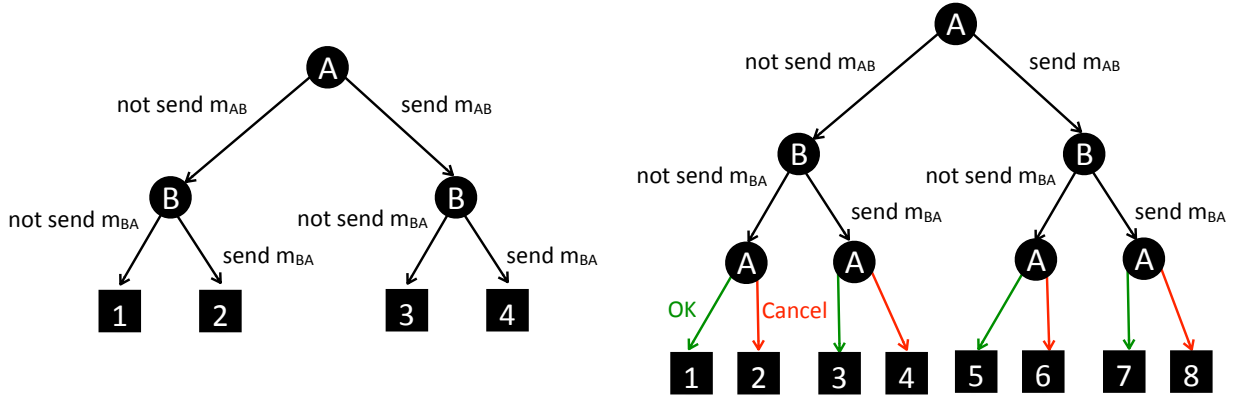 A
not send mAB
send mAB
B
B
not send mBA
send mBA
not send mBA
send mBA
1
2
3
4
A
not send mAB
send mAB
B
B
not send mBA
send mBA
not send mBA
send mBA
A
A
A
A
OK
Cancel
1
2
3
4
5
6
7
8